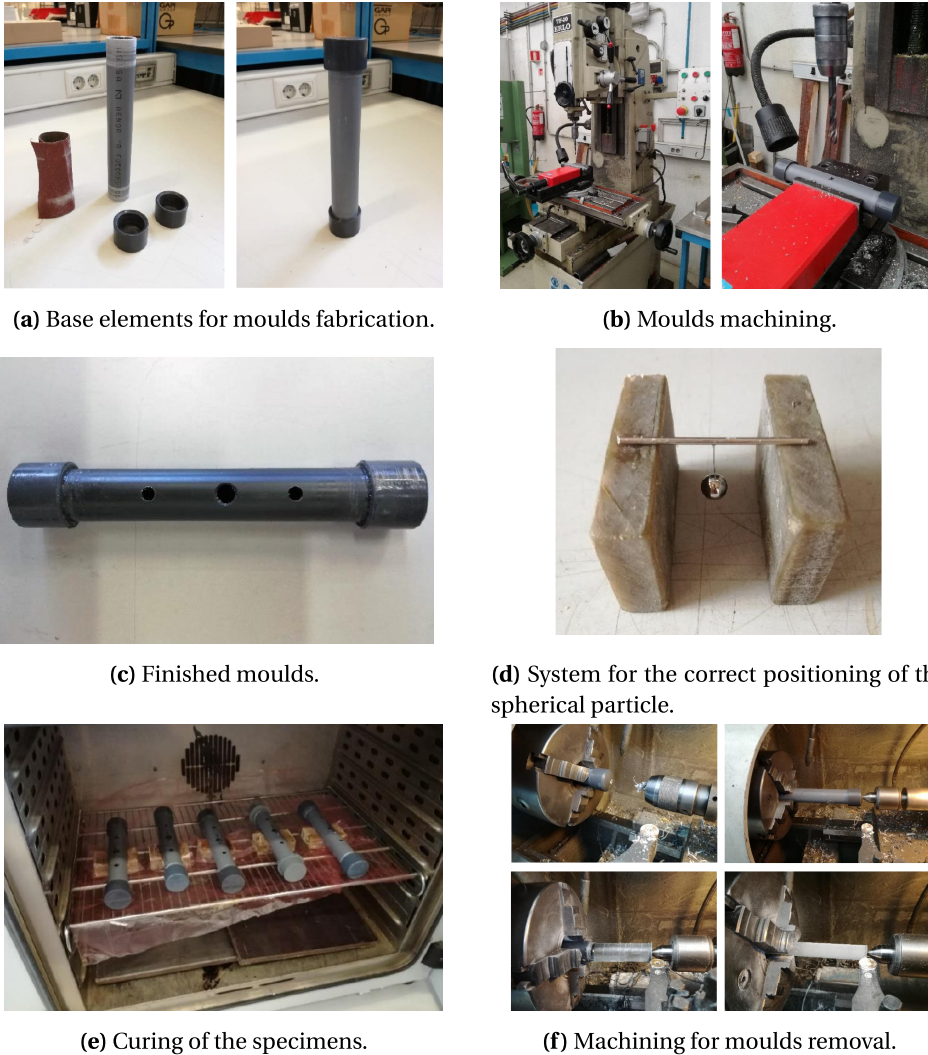 (a) Base elements for moulds fabrication.
(b) Moulds machining.
(c) Finished moulds.
(d) System for the correct positioning of th
spherical particle.
(e) Curing of the specimens.
(f) Machining for moulds removal.